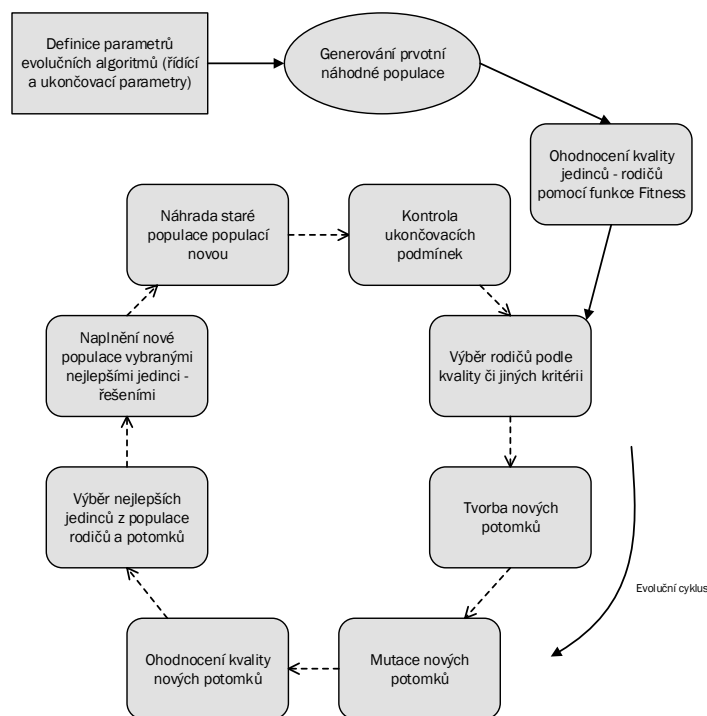 Definice parametrů
evolučních algoritmů (řídící
a ukončovací parametry)
Generování prvotní
náhodné populace
Ohodnocení kvality
jedinců - rodičů
pomocí funkce Fitness
Náhrada staré
populace populací
novou
Kontrola
ukončovacích
podmínek
Naplnění nové
populace vybranými
nejlepšími jedinci -
řešeními
Výběr rodičů podle
kvality či jiných kritérii
Výběr nejlepších
jedinců z populace
rodičů a potomků
Tvorba nových
potomků
Evoluční cyklus
Ohodnocení kvality
nových potomků
Mutace nových
potomků